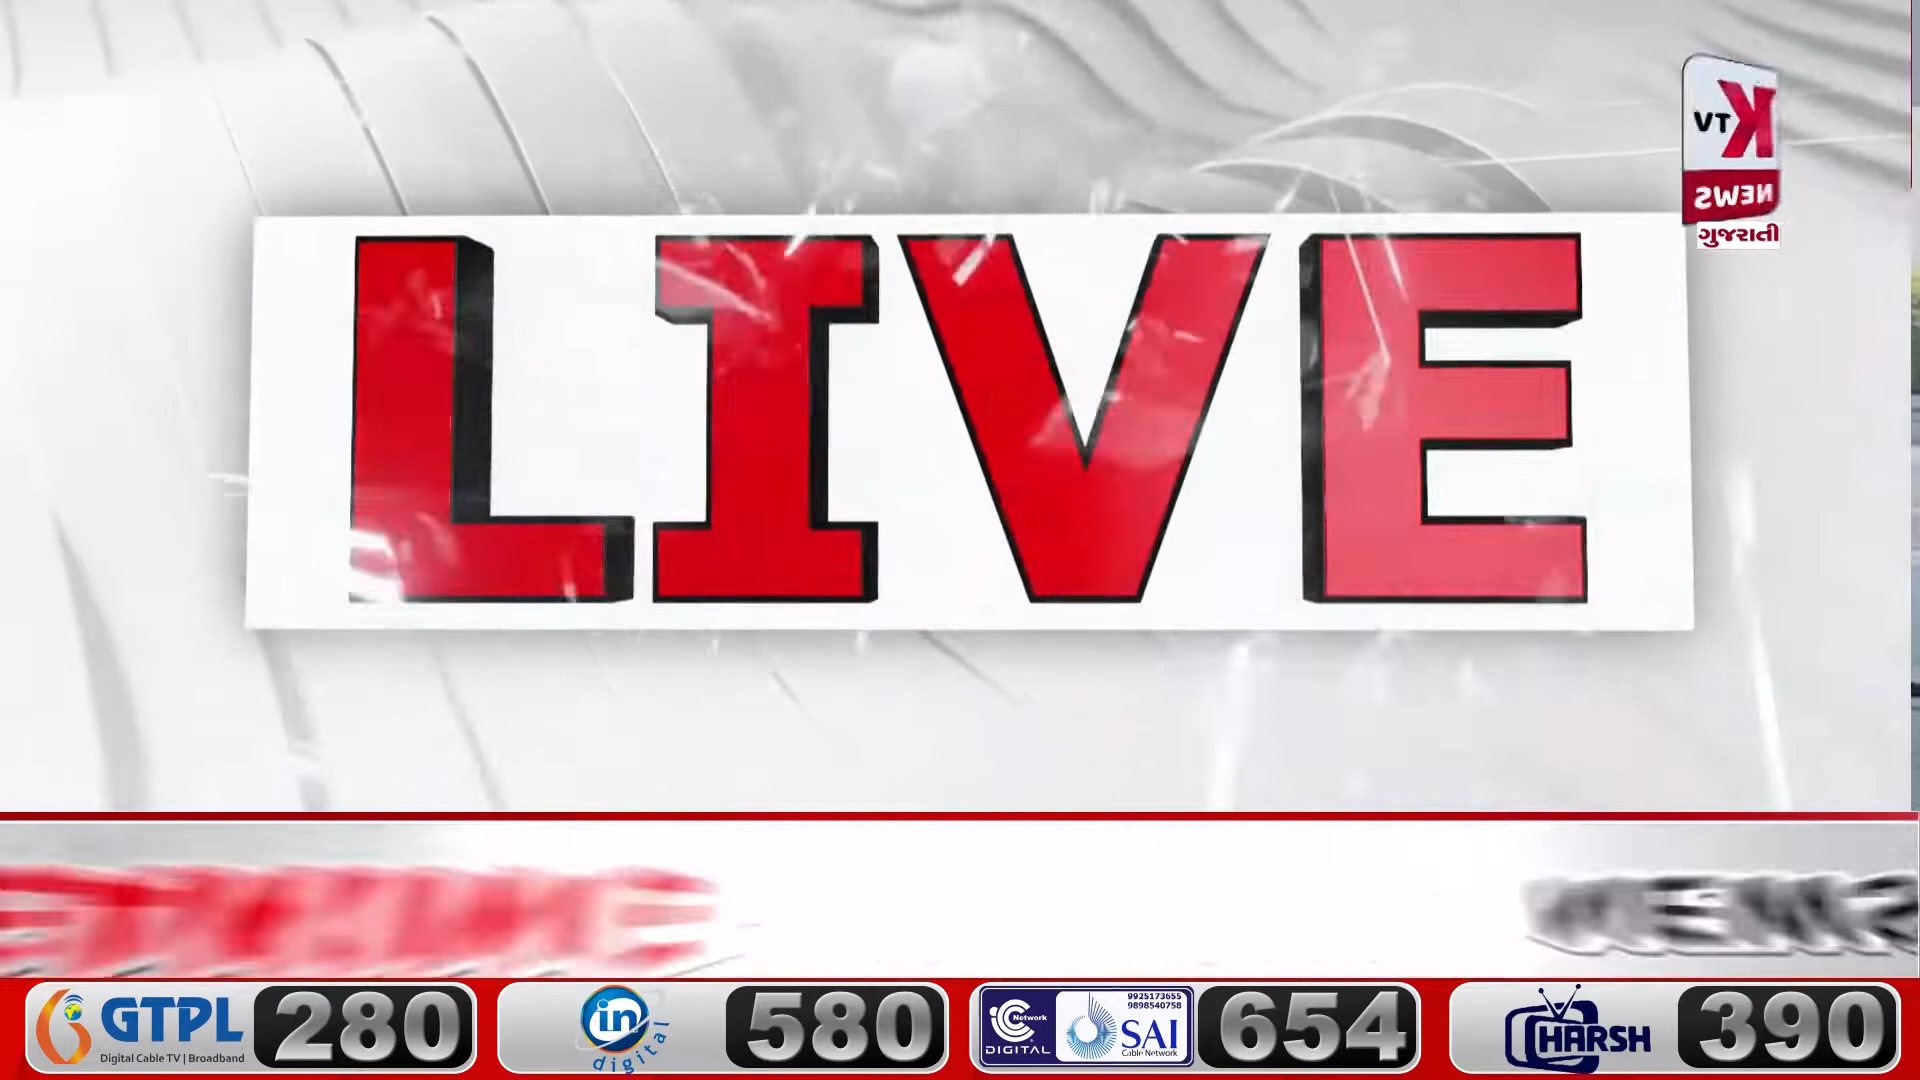 K
TV
NEWS
ગુજરાતી
LIVE
GTPL
Digital Cable TV | Broadband
280
in
digital
580
Network
DIGITAL
9925173655
9898540758
SAI
Cable Network
654
HARSH
390